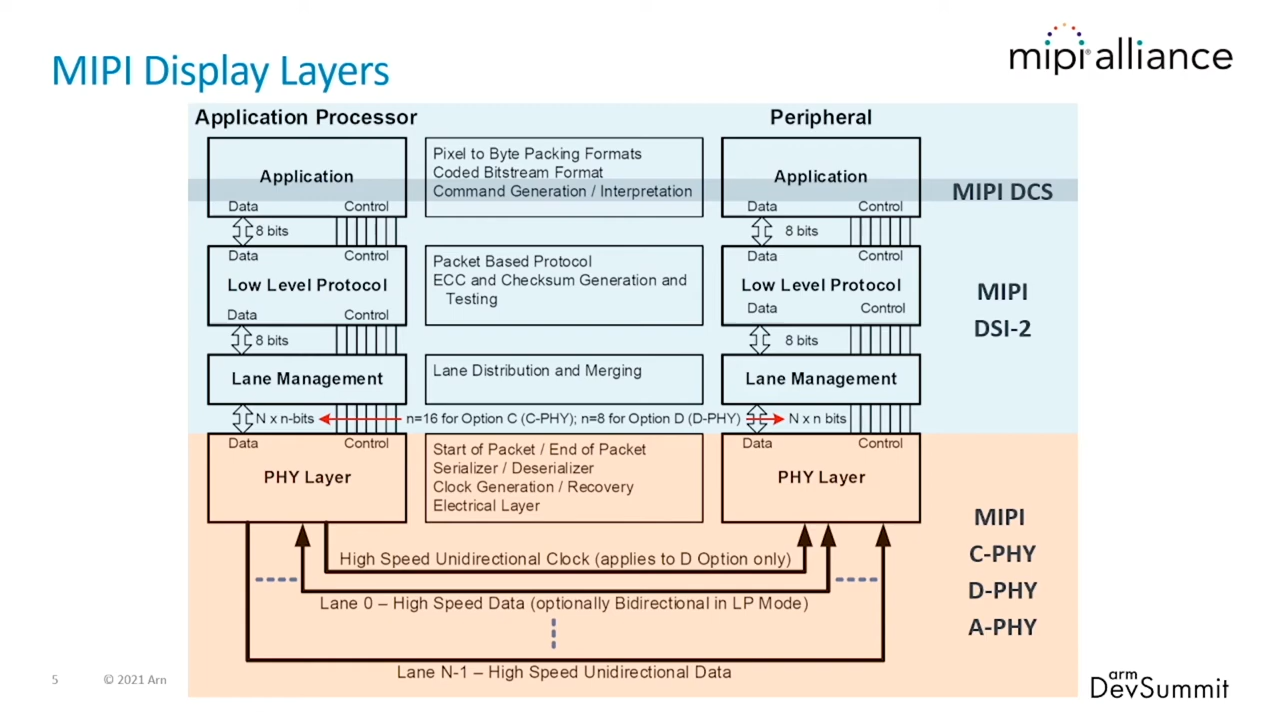 MIPI Display Layers
mipi® alliance
Application Processor
Peripheral
Application
Data
Control
Pixel to Byte Packing Formats
Coded Bitstream Format
Command Generation / Interpretation
Application
Data
Control
MIPI DCS
8 bits
8 bits
Data
Control
Low Level Protocol
Data
Control
Packet Based Protocol
ECC and Checksum Generation and
Testing
Data
Control
Low Level Protocol
Data
Control
MIPI
DSI-2
8 bits
8 bits
Lane Management
Lane Distribution and Merging
Lane Management
N x n-bits
n=16 for Option C (C-PHY); n=8 for Option D (D-PHY)
N x n bits
Data
Control
PHY Layer
Start of Packet / End of Packet
Serializer / Deserializer
Clock Generation / Recovery
Electrical Layer
Data
Control
PHY Layer
MIPI
C-PHY
D-PHY
A-PHY
High Speed Unidirectional Clock (applies to D Option only)
Lane 0 – High Speed Data (optionally Bidirectional in LP Mode)
Lane N-1 – High Speed Unidirectional Data
5
© 2021 Arn
arm
DevSummit